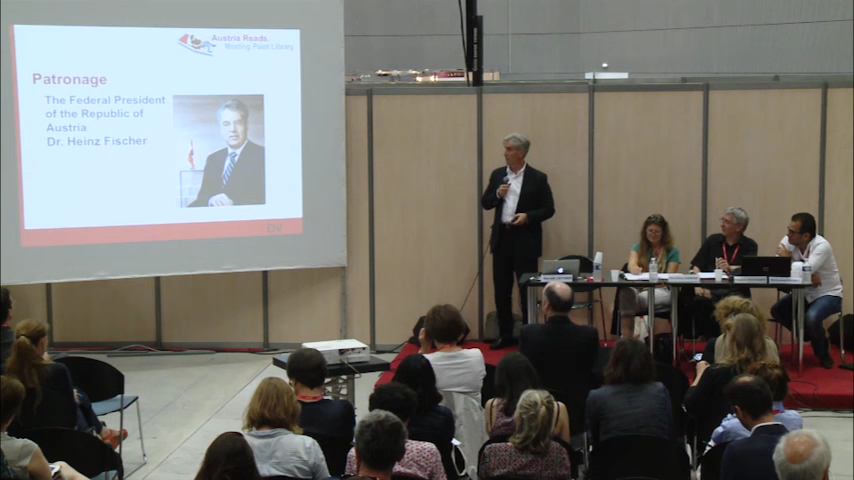 Austria Reads.
Meeting Point Library
Patronage
The Federal President
of the Republic of
Austria
Dr. Heinz Fischer